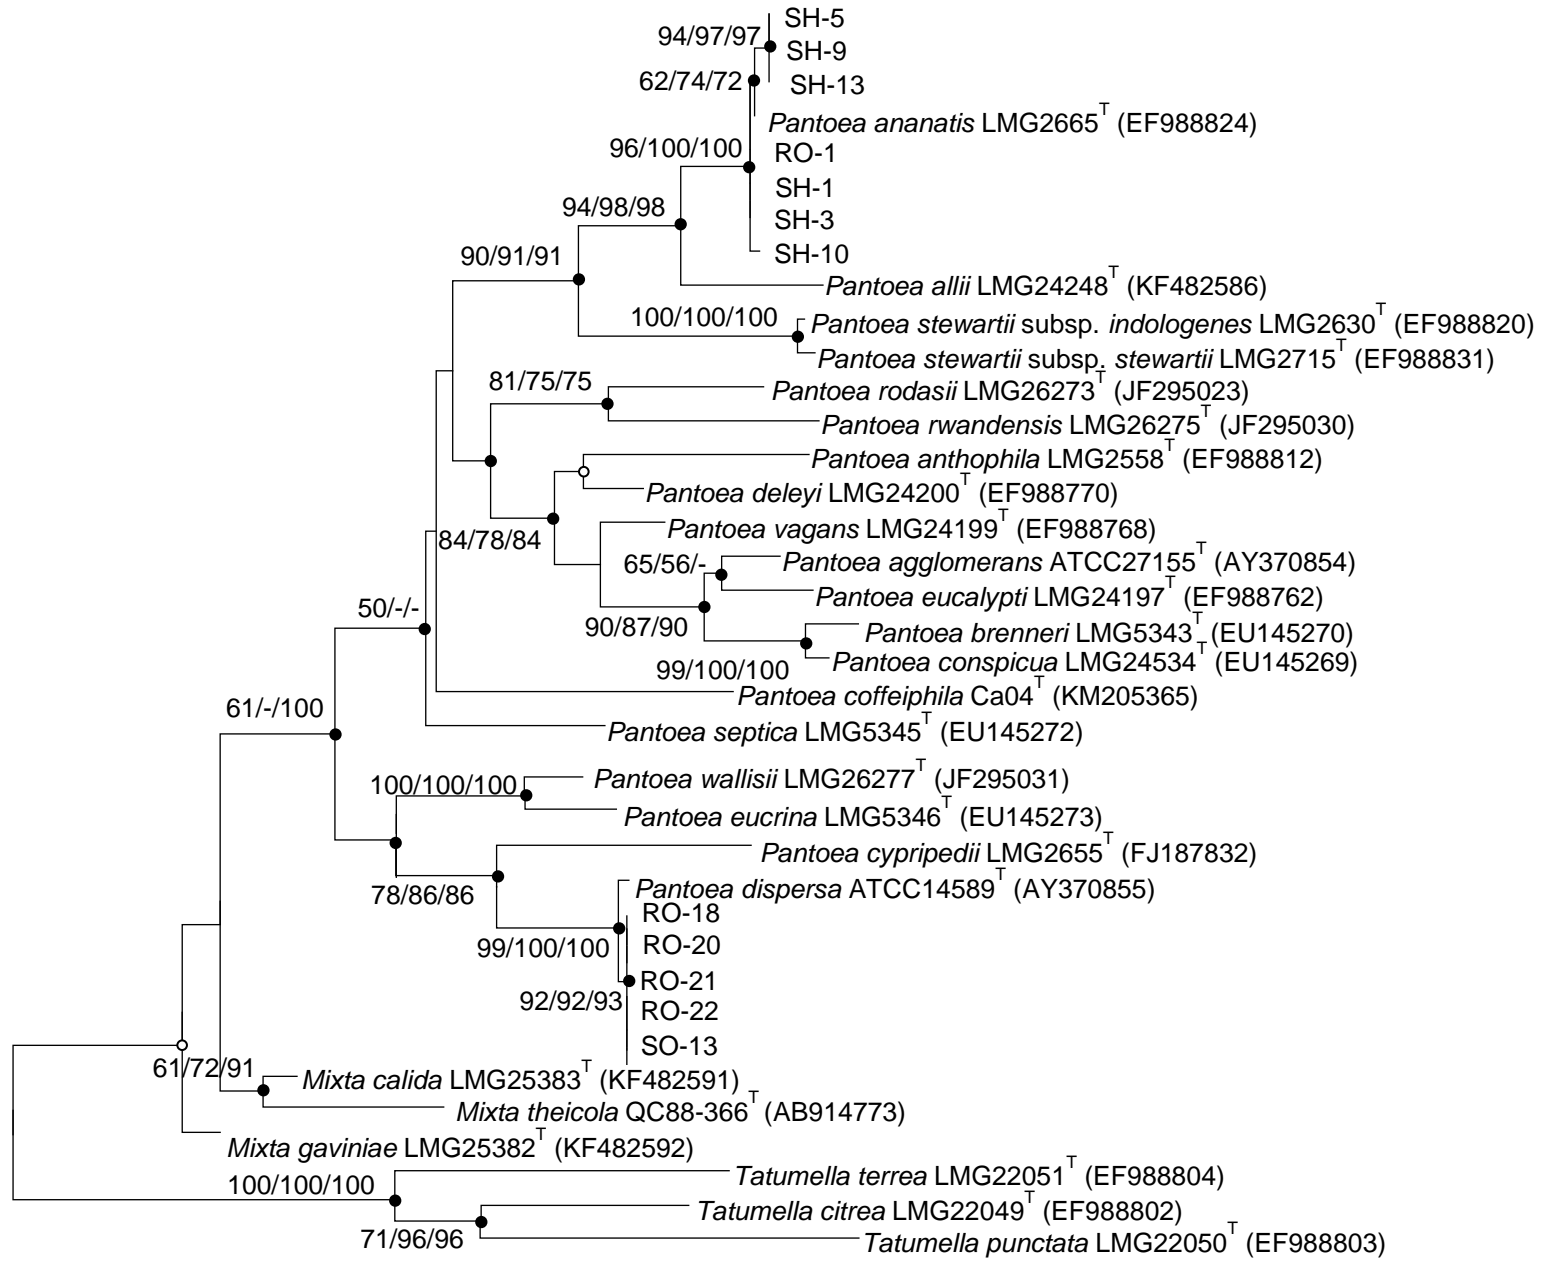 SH-5
94/97/97
SH-9
62/74/72
SH-13
Pantoea ananatis LMG2665T (EF988824)
96/100/100
RO-1
SH-1
94/98/98
SH-3
90/91/91
SH-10
Pantoea allii LMG24248T (KF482586)
100/100/100
Pantoea stewartii subsp. indologenes LMG2630T (EF988820)
Pantoea stewartii subsp. stewartii LMG2715T (EF988831)
81/75/75
Pantoea rodasii LMG26273T (JF295023)
Pantoea rwandensis LMG26275T (JF295030)
Pantoea anthophila LMG2558T (EF988812)
Pantoea deleyi LMG24200T (EF988770)
Pantoea vagans LMG24199T (EF988768)
84/78/84
65/56/-
Pantoea agglomerans ATCC27155T (AY370854)
Pantoea eucalypti LMG24197T (EF988762)
50/-/-
90/87/90
Pantoea brenneri LMG5343T (EU145270)
Pantoea conspicua LMG24534T (EU145269)
99/100/100
Pantoea coffeiphila Ca04T (KM205365)
61/-/100
Pantoea septica LMG5345T (EU145272)
100/100/100
Pantoea wallisii LMG26277T (JF295031)
Pantoea eucrina LMG5346T (EU145273)
Pantoea cypripedii LMG2655T (FJ187832)
78/86/86
Pantoea dispersa ATCC14589T (AY370855)
RO-18
99/100/100
RO-20
RO-21
92/92/93
RO-22
SO-13
61/72/91
Mixta calida LMG25383T (KF482591)
Mixta theicola QC88-366T (AB914773)
Mixta gaviniae LMG25382T (KF482592)
100/100/100
Tatumella terrea LMG22051T (EF988804)
Tatumella citrea LMG22049T (EF988802)
71/96/96
Tatumella punctata LMG22050T (EF988803)